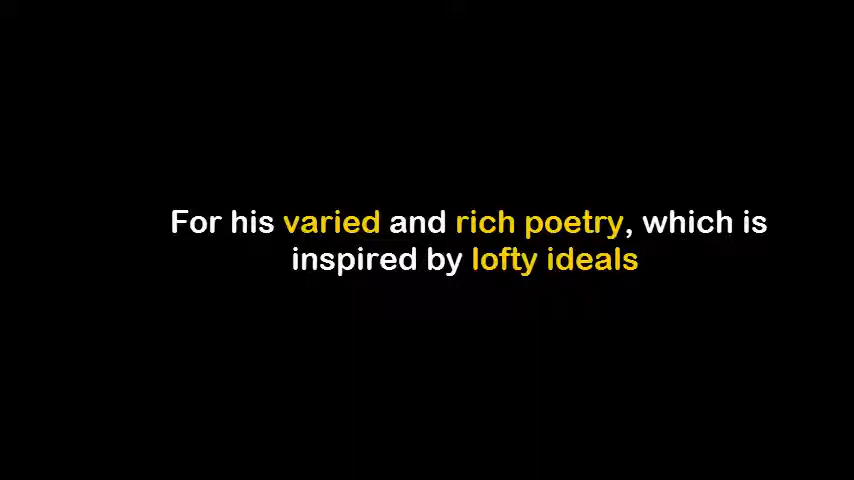 For his varied and rich poetry, which is
inspired by lofty ideals